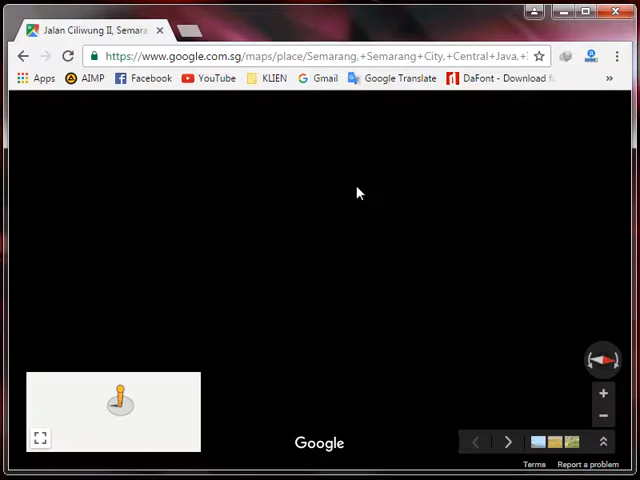 Jalan Ciliwung II, Semara
https://www.google.com.sg/maps/place/Semarang,+Semarang+City,+Central+Java,+
Apps AIMP Facebook YouTube KLIEN Gmail Google Translate DaFont - Download fo »
Google
Terms Report a problem